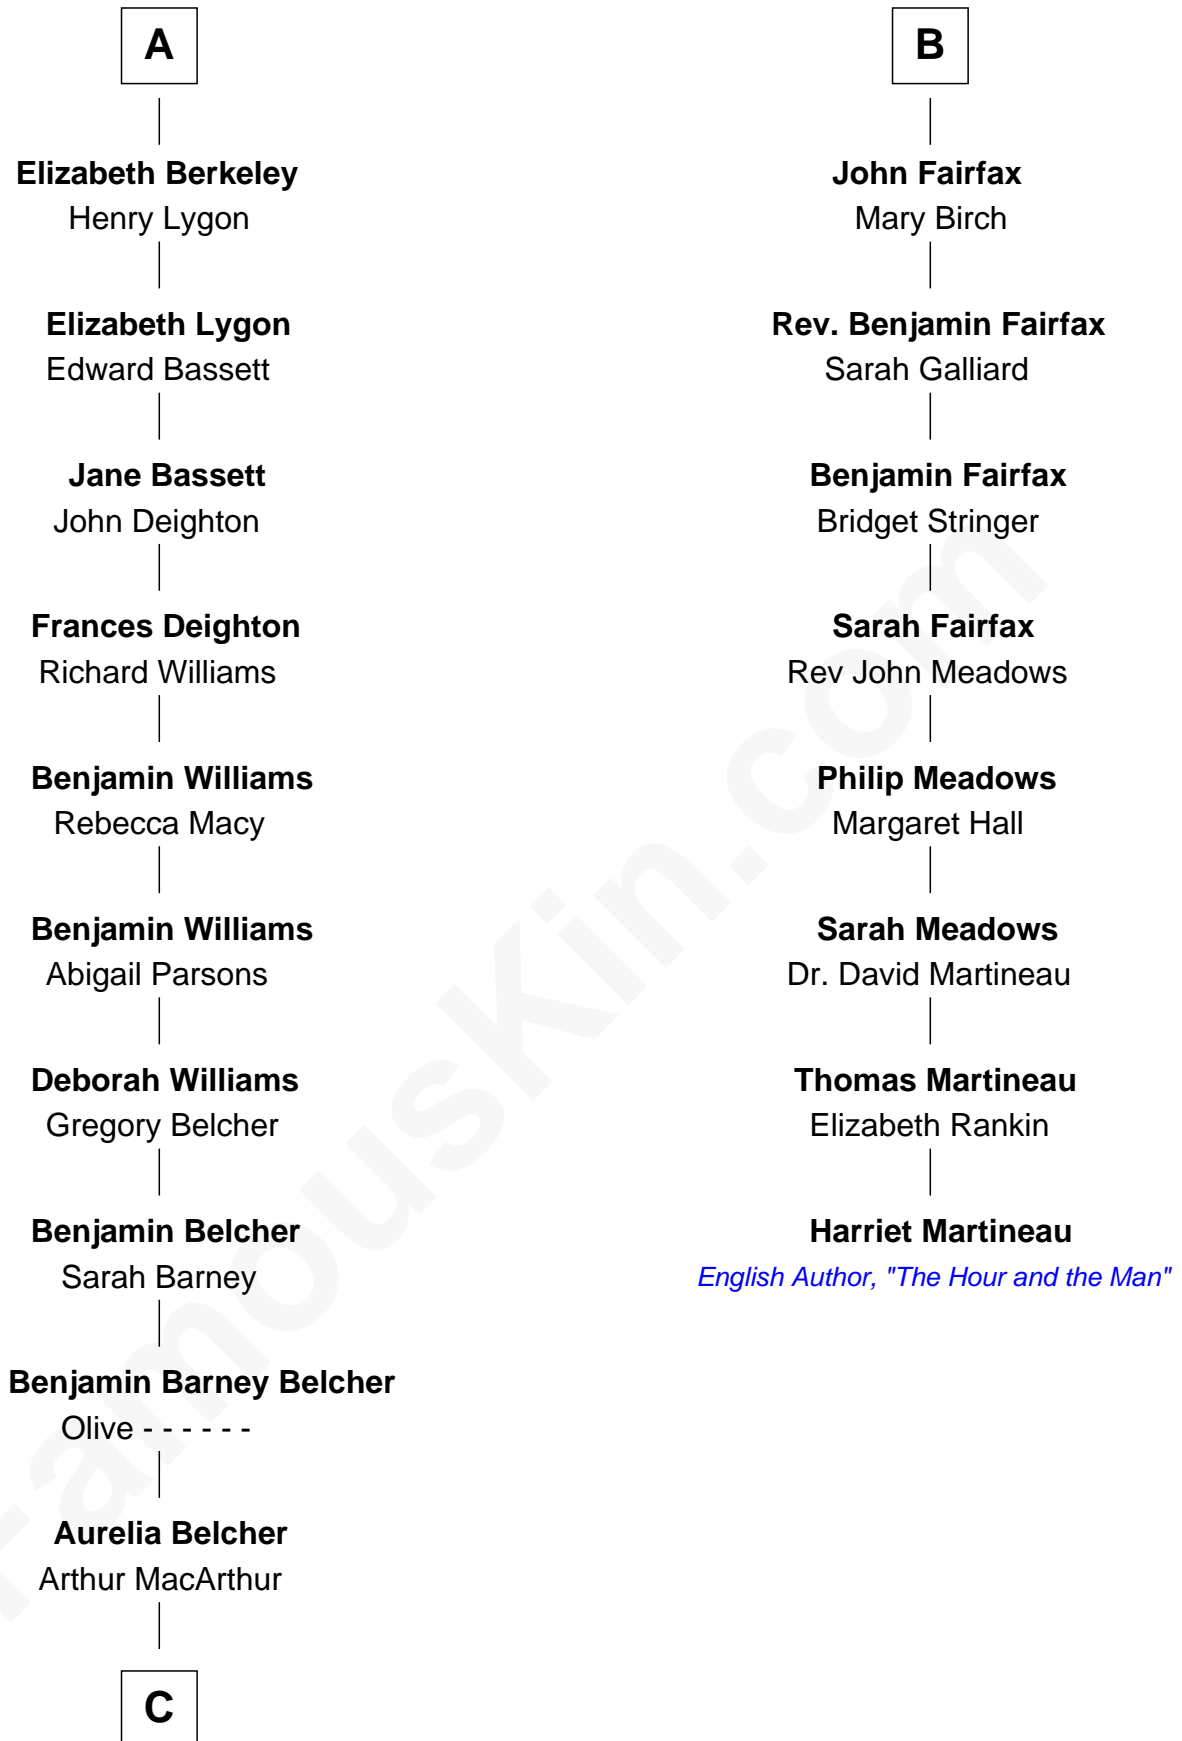 A
Elizabeth Berkeley
Henry Lygon
Elizabeth Lygon
Edward Bassett
Jane Bassett
John Deighton
Frances Deighton
Richard Williams
Benjamin Williams
Rebecca Macy
Benjamin Williams
Abigail Parsons
Deborah Williams
Gregory Belcher
Benjamin Belcher
Sarah Barney
Benjamin Barney Belcher
Olive - - - - - -
Aurelia Belcher
Arthur MacArthur
C
B
John Fairfax
Mary Birch
Rev. Benjamin Fairfax
Sarah Galliard
Benjamin Fairfax
Bridget Stringer
Sarah Fairfax
Rev John Meadows
Philip Meadows
Margaret Hall
Sarah Meadows
Dr. David Martineau
Thomas Martineau
Elizabeth Rankin
Harriet Martineau
English Author, "The Hour and the Man"
FamousKin.com